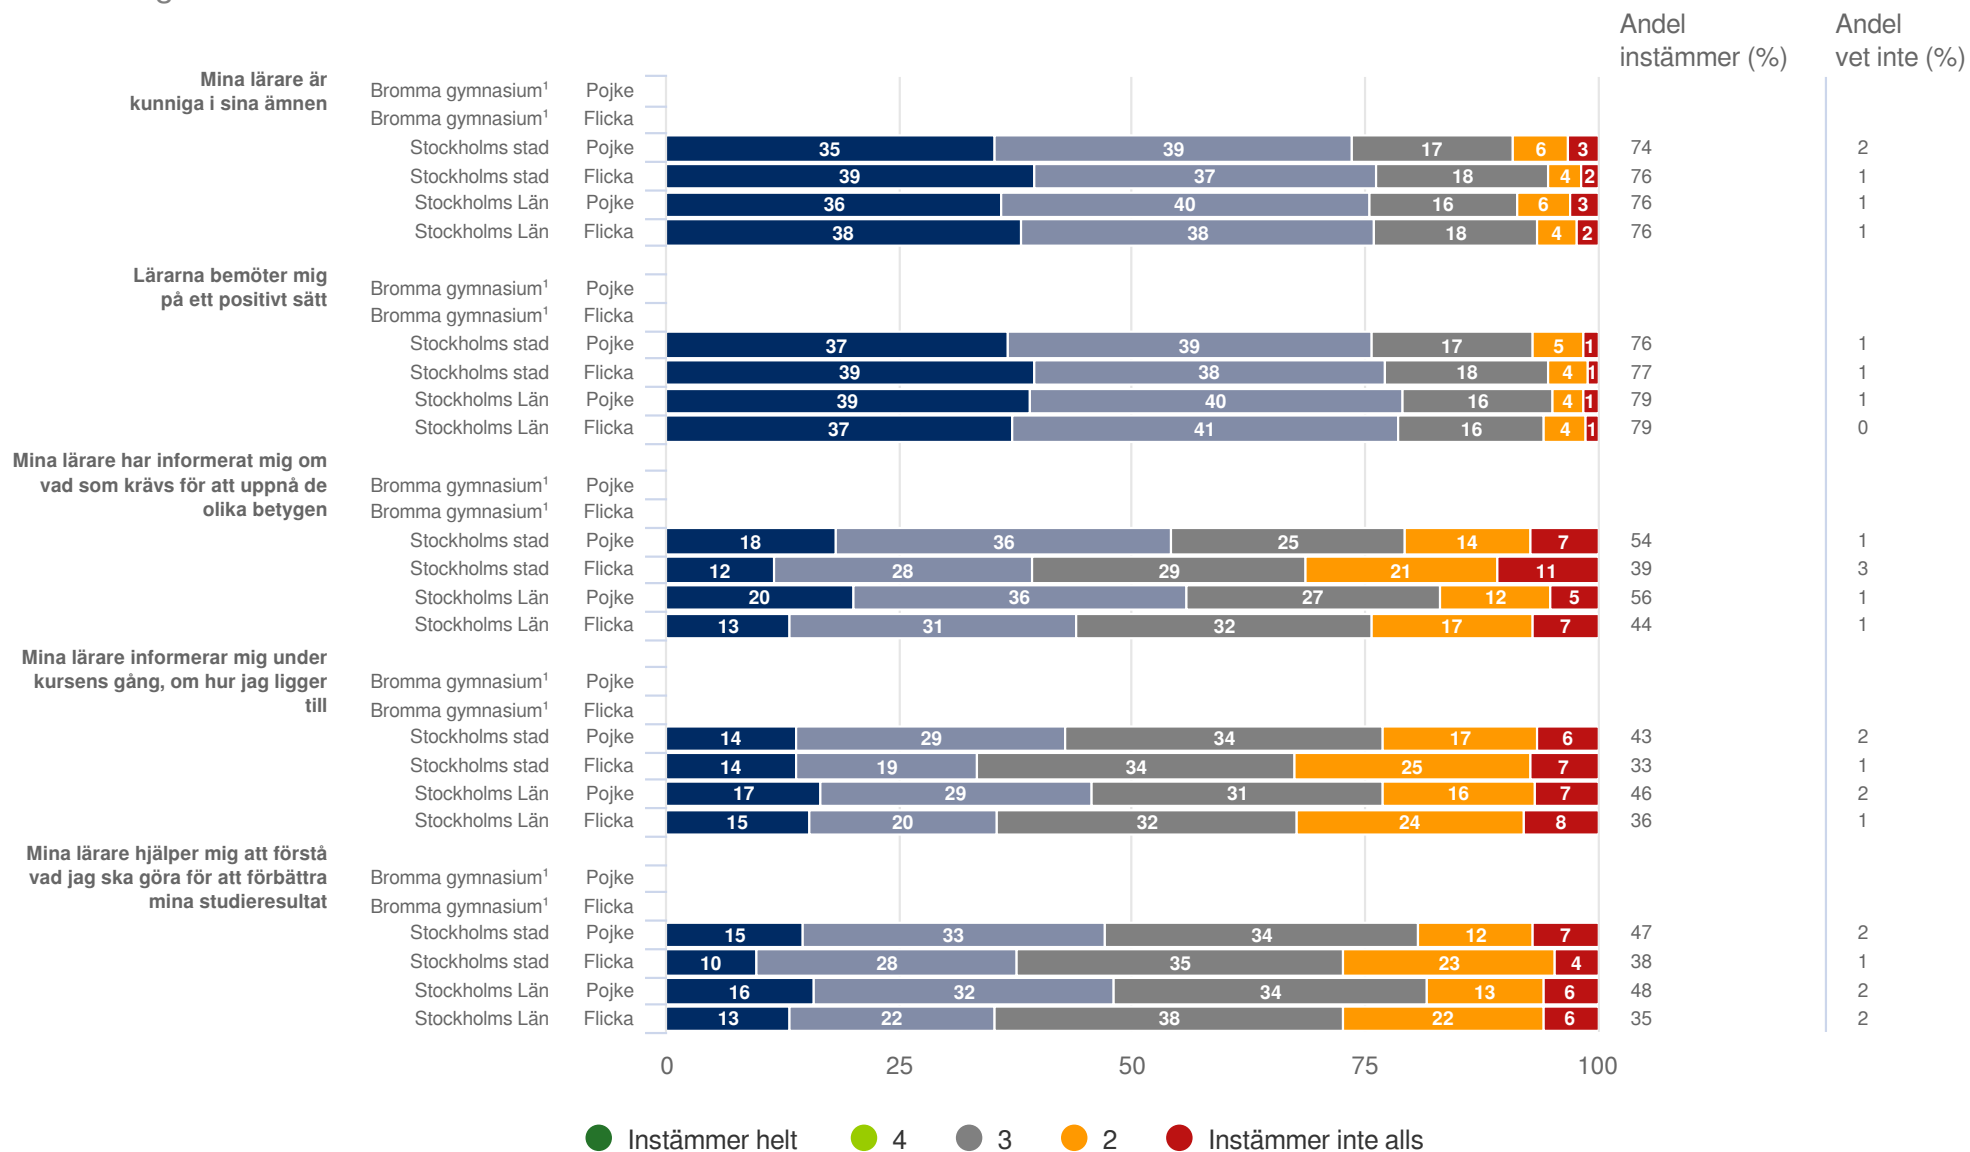 Andel
instämmer (%)
Andel
vet inte (%)
Mina lärare är
kunniga i sina ämnen
Bromma gymnasium¹ Pojke
Bromma gymnasium¹ Flicka
Stockholms stad Pojke 35 39 17 6 3 74 2
Stockholms stad Flicka 39 37 18 4 2 76 1
Stockholms Län Pojke 36 40 16 6 3 76 1
Stockholms Län Flicka 38 38 18 4 2 76 1
Lärarna bemöter mig
på ett positivt sätt
Bromma gymnasium¹ Pojke
Bromma gymnasium¹ Flicka
Stockholms stad Pojke 37 39 17 5 1 76 1
Stockholms stad Flicka 39 38 18 4 1 77 1
Stockholms Län Pojke 39 40 16 4 1 79 1
Stockholms Län Flicka 37 41 16 4 1 79 0
Mina lärare har informerat mig om
vad som krävs för att uppnå de
olika betygen
Bromma gymnasium¹ Pojke
Bromma gymnasium¹ Flicka
Stockholms stad Pojke 18 36 25 14 7 54 1
Stockholms stad Flicka 12 28 29 21 11 39 3
Stockholms Län Pojke 20 36 27 12 5 56 1
Stockholms Län Flicka 13 31 32 17 7 44 1
Mina lärare informerar mig under
kursens gång, om hur jag ligger
till
Bromma gymnasium¹ Pojke
Bromma gymnasium¹ Flicka
Stockholms stad Pojke 14 29 34 17 6 43 2
Stockholms stad Flicka 14 19 34 25 7 33 1
Stockholms Län Pojke 17 29 31 16 7 46 2
Stockholms Län Flicka 15 20 32 24 8 36 1
Mina lärare hjälper mig att förstå
vad jag ska göra för att förbättra
mina studieresultat
Bromma gymnasium¹ Pojke
Bromma gymnasium¹ Flicka
Stockholms stad Pojke 15 33 34 12 7 47 2
Stockholms stad Flicka 10 28 35 23 4 38 1
Stockholms Län Pojke 16 32 34 13 6 48 2
Stockholms Län Flicka 13 22 38 22 6 35 2
0 25 50 75 100
Instämmer helt 4 3 2 Instämmer inte alls